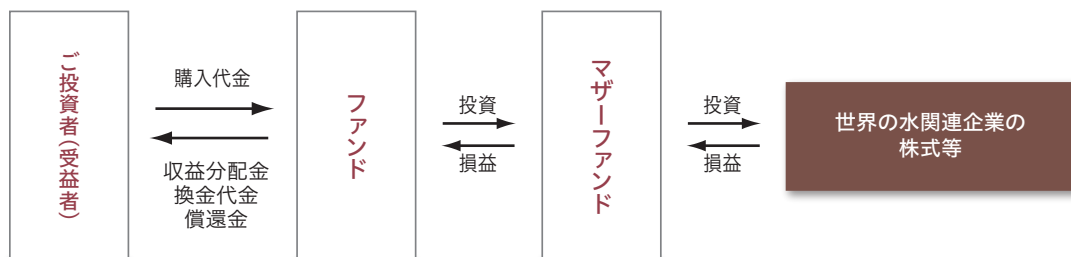 ご投資者(受益者)
購入代金
収益分配金
換金代金
償還金
ファンド
投資
損益
マザーファンド
投資
損益
世界の水関連企業の
株式等